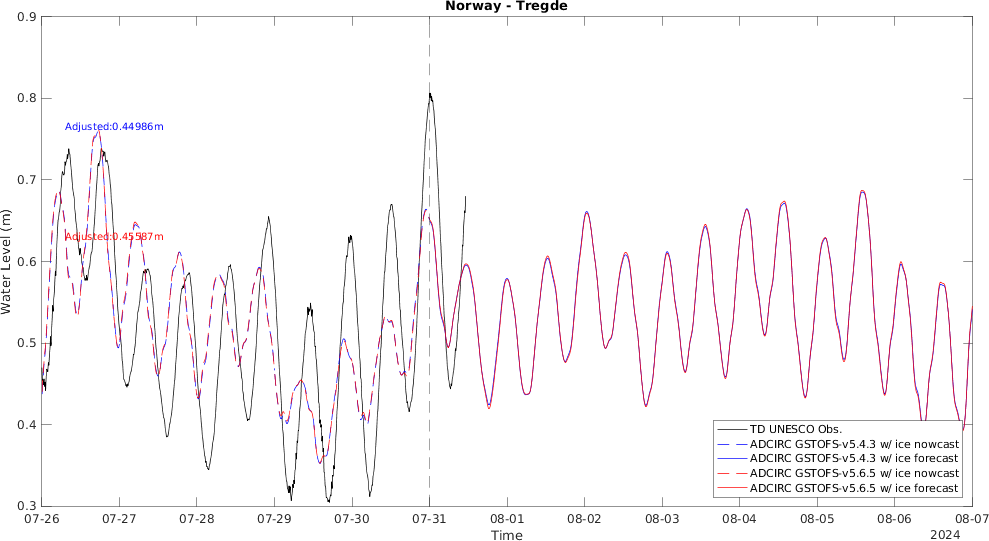 Norway - Tregde
0.9
0.8
0.7
0.6
0.5
0.4
0.3
Water Level (m)
Adjusted:0.44986m
Adjusted:0.45587m
TD UNESCO Obs.
ADCIRC GSTOFS-v5.4.3 w/ ice nowcast
ADCIRC GSTOFS-v5.4.3 w/ ice forecast
ADCIRC GSTOFS-v5.6.5 w/ ice nowcast
ADCIRC GSTOFS-v5.6.5 w/ ice forecast
07-26 07-27 07-28 07-29 07-30 07-31 08-01 08-02 08-03 08-04 08-05 08-06 08-07
Time
2024